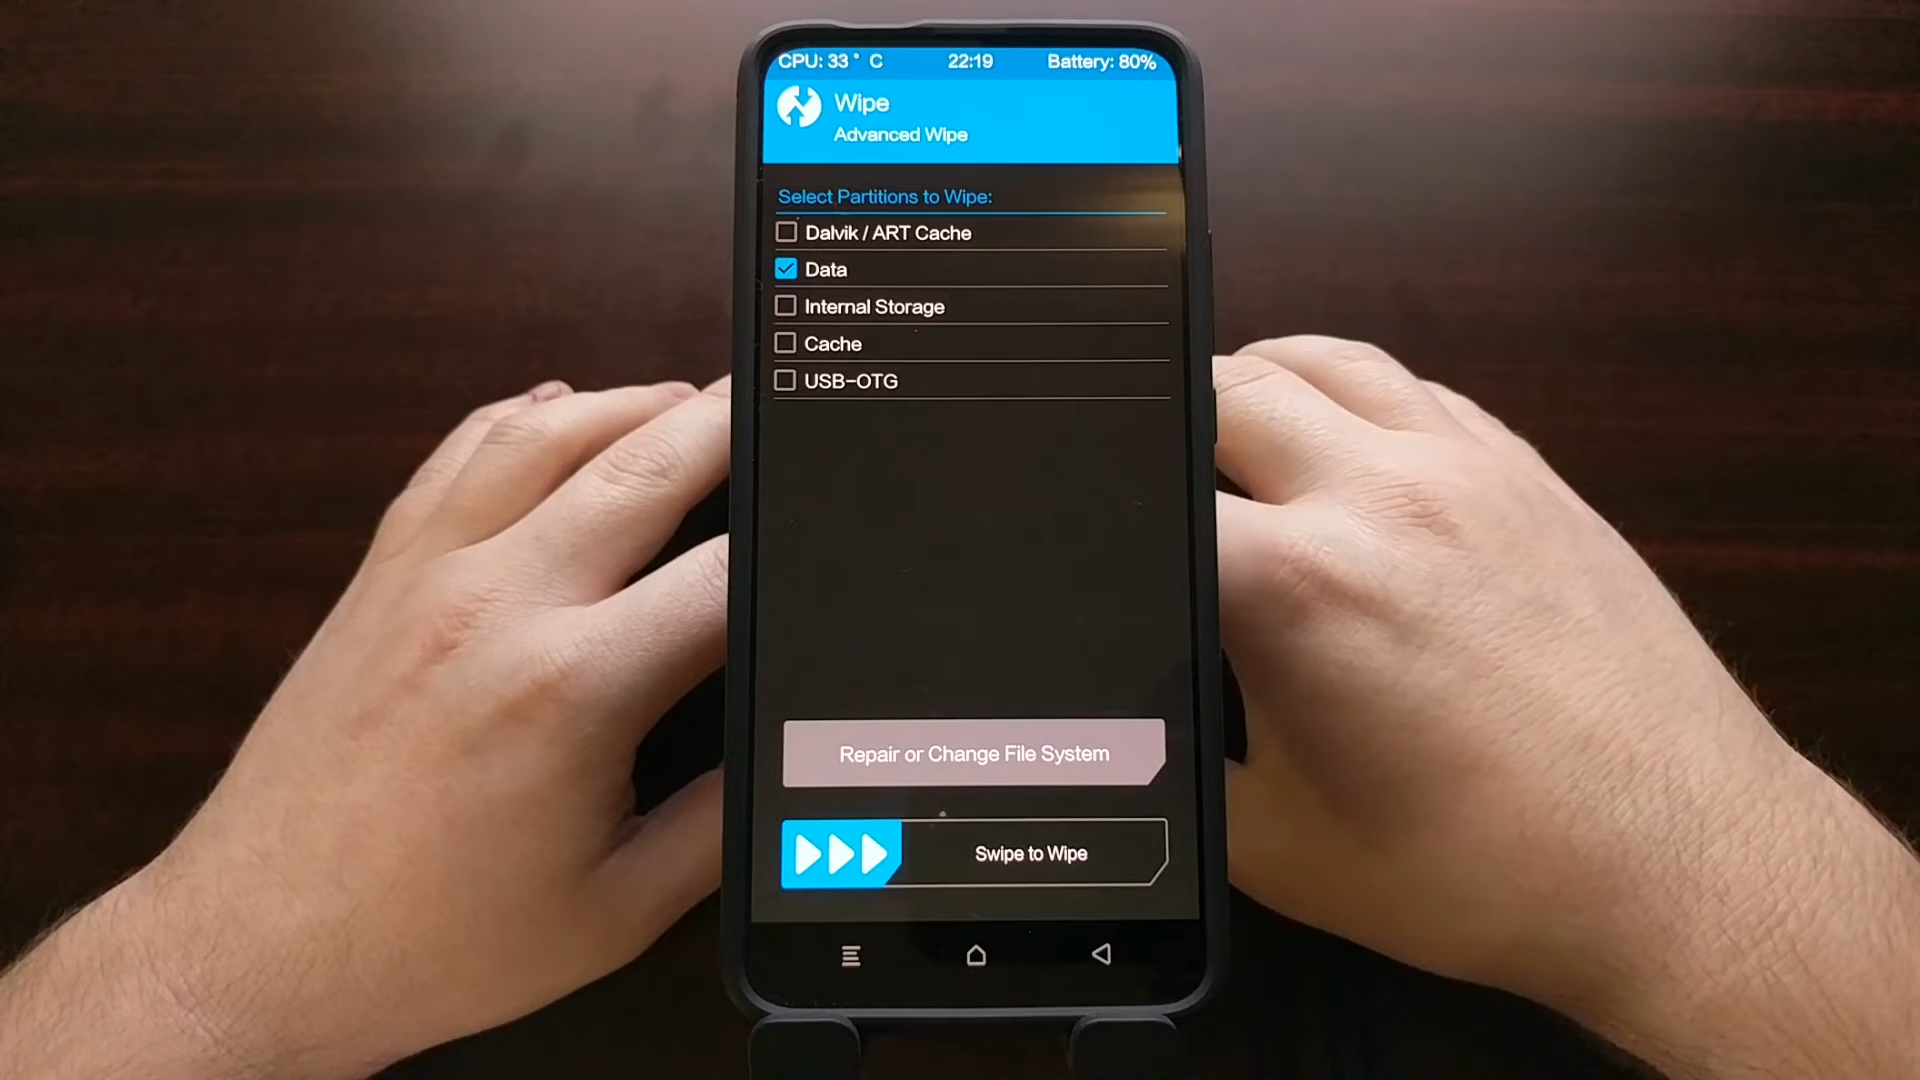 CPU: 33 ° C 22:19 Battery: 80%
Wipe
Advanced Wipe
Select Partitions to Wipe:
Dalvik / ART Cache
Data
Internal Storage
Cache
USB-OTG
Repair or Change File System
Swipe to Wipe